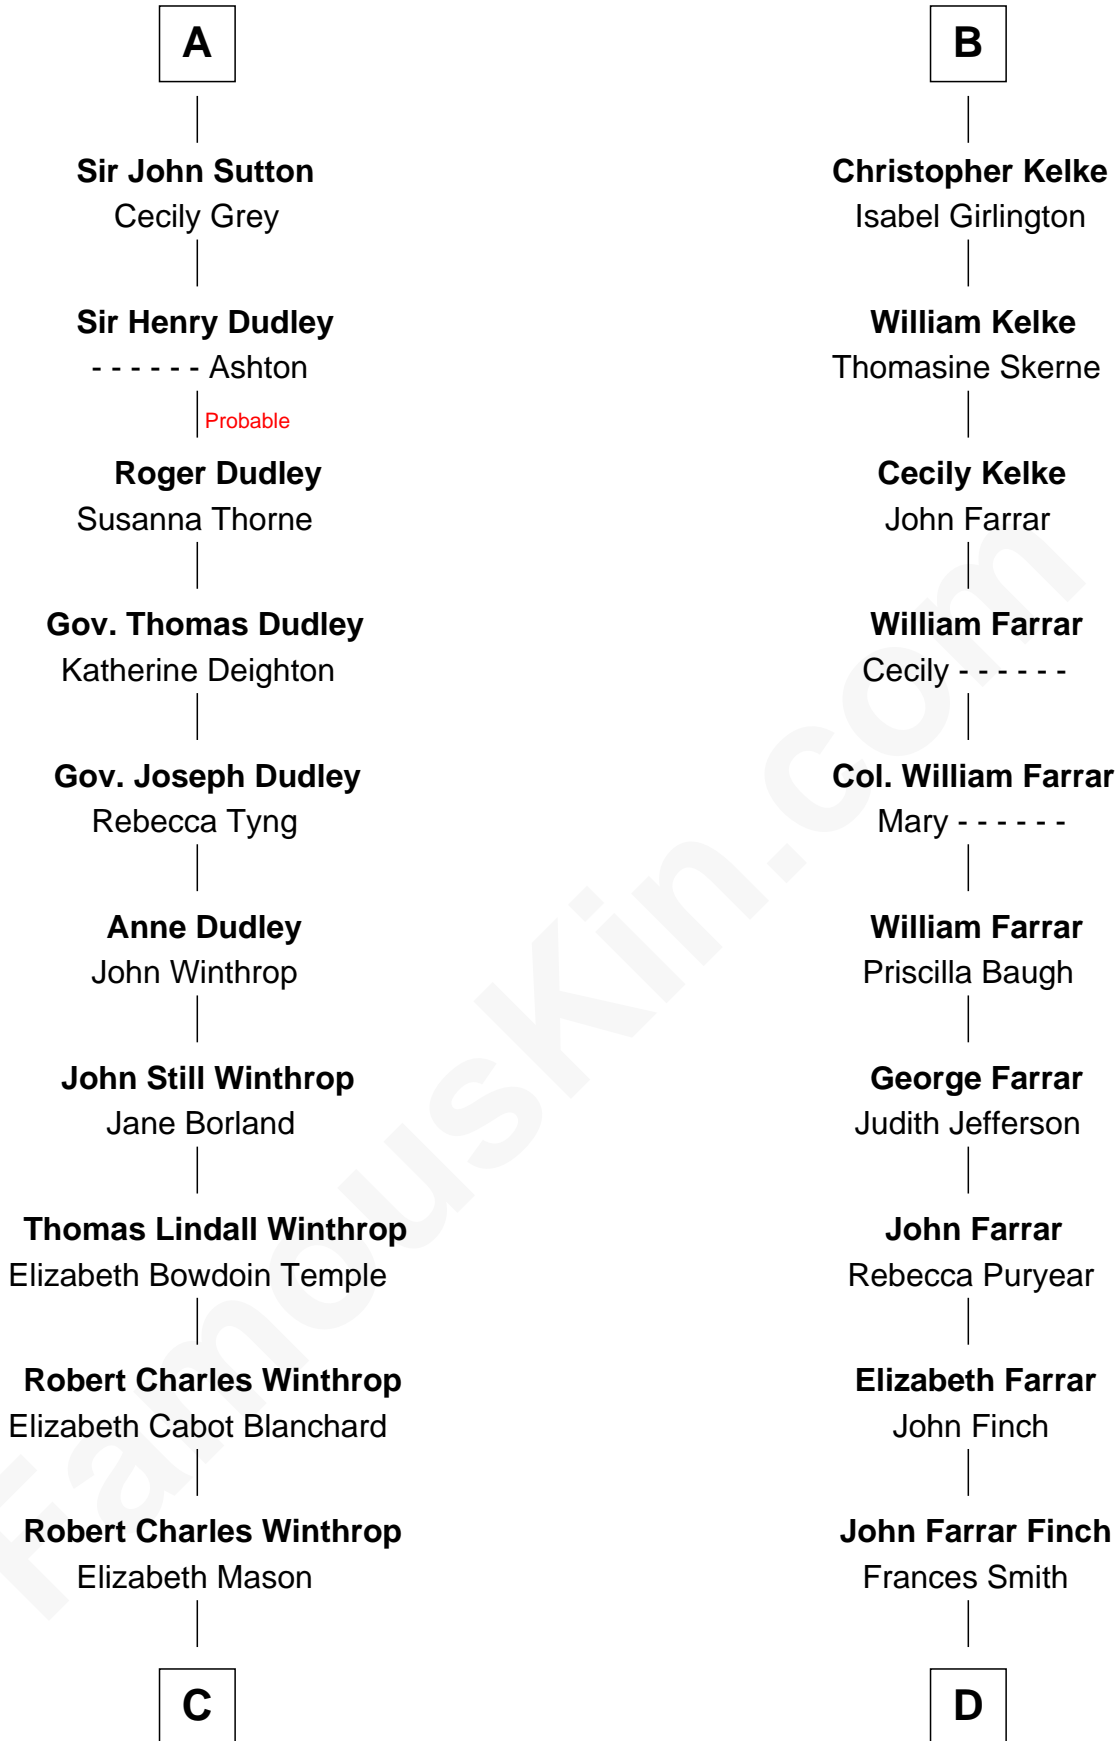 A
Sir John Sutton
Cecily Grey
Sir Henry Dudley
- - - - - - Ashton
Probable
Roger Dudley
Susanna Thorne
Gov. Thomas Dudley
Katherine Deighton
Gov. Joseph Dudley
Rebecca Tyng
Anne Dudley
John Winthrop
John Still Winthrop
Jane Borland
Thomas Lindall Winthrop
Elizabeth Bowdoin Temple
Robert Charles Winthrop
Elizabeth Cabot Blanchard
Robert Charles Winthrop
Elizabeth Mason
C
B
Christopher Kelke
Isabel Girlington
William Kelke
Thomasine Skerne
Cecily Kelke
John Farrar
William Farrar
Cecily - - - - - -
Col. William Farrar
Mary - - - - - -
William Farrar
Priscilla Baugh
George Farrar
Judith Jefferson
John Farrar
Rebecca Puryear
Elizabeth Farrar
John Finch
John Farrar Finch
Frances Smith
D
FamousKin.com